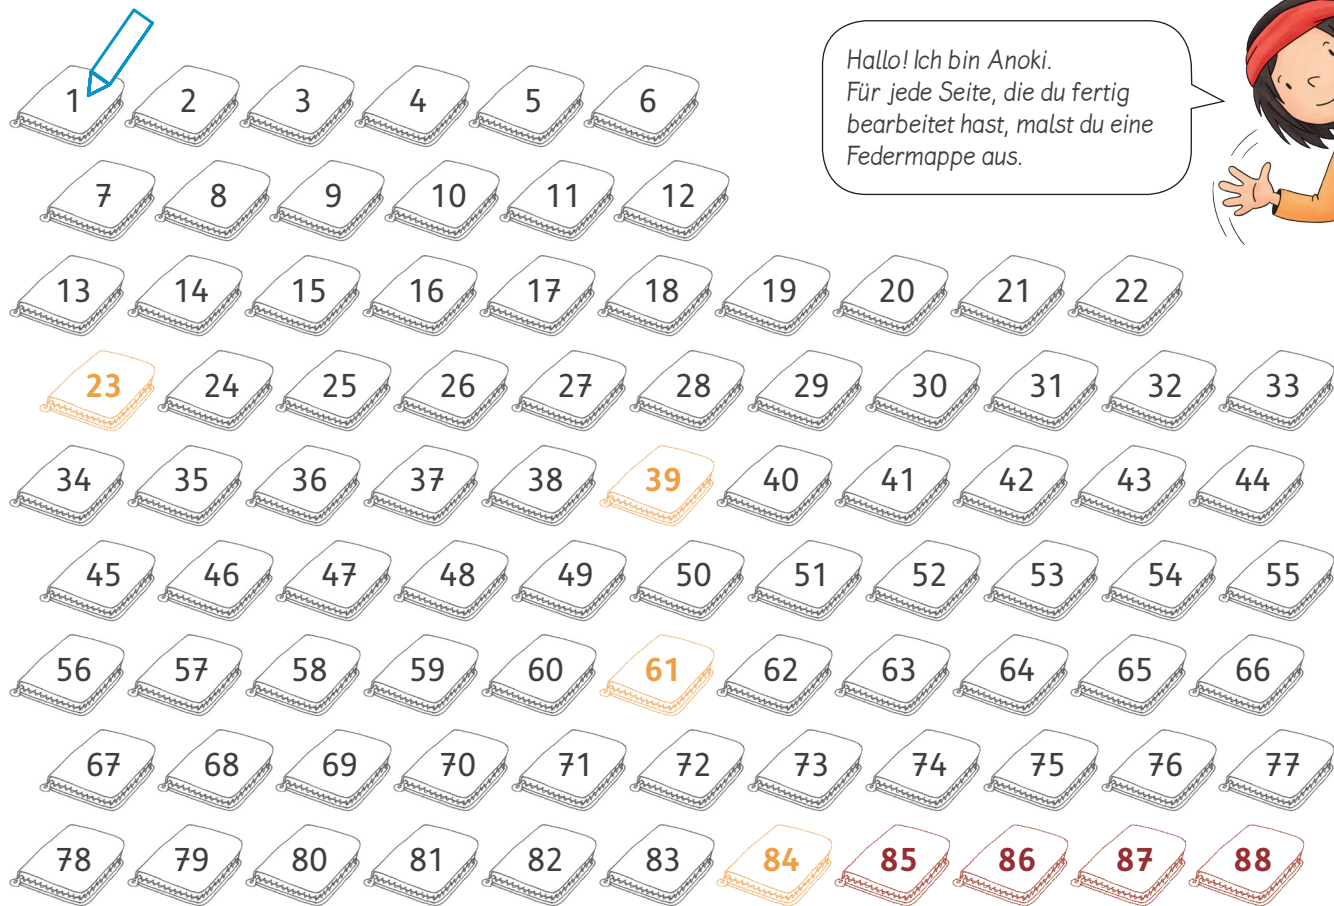 Hallo! Ich bin Anoki.
Für jede Seite, die du fertig
bearbeitet hast, malst du eine
Federmappe aus.
1 2 3 4 5 6
7 8 9 10 11 12
13 14 15 16 17 18 19 20 21 22
23 24 25 26 27 28 29 30 31 32 33
34 35 36 37 38 39 40 41 42 43 44
45 46 47 48 49 50 51 52 53 54 55
56 57 58 59 60 61 62 63 64 65 66
67 68 69 70 71 72 73 74 75 76 77
78 79 80 81 82 83 84 85 86 87 88